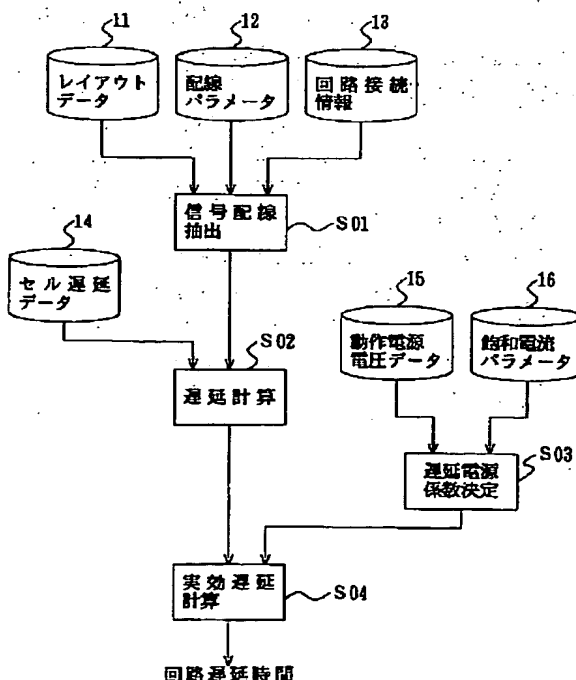 11
12
13
レイアウト
データ
配線
パラメータ
回路接続
情報
信号配線
抽出
S01
14
セル遅延
データ
S02
遅延計算
15
16
動作電源
電圧データ
飽和電流
パラメータ
S03
遅延電源
係数決定
実効遅延
計算
S04
回路遅延時間